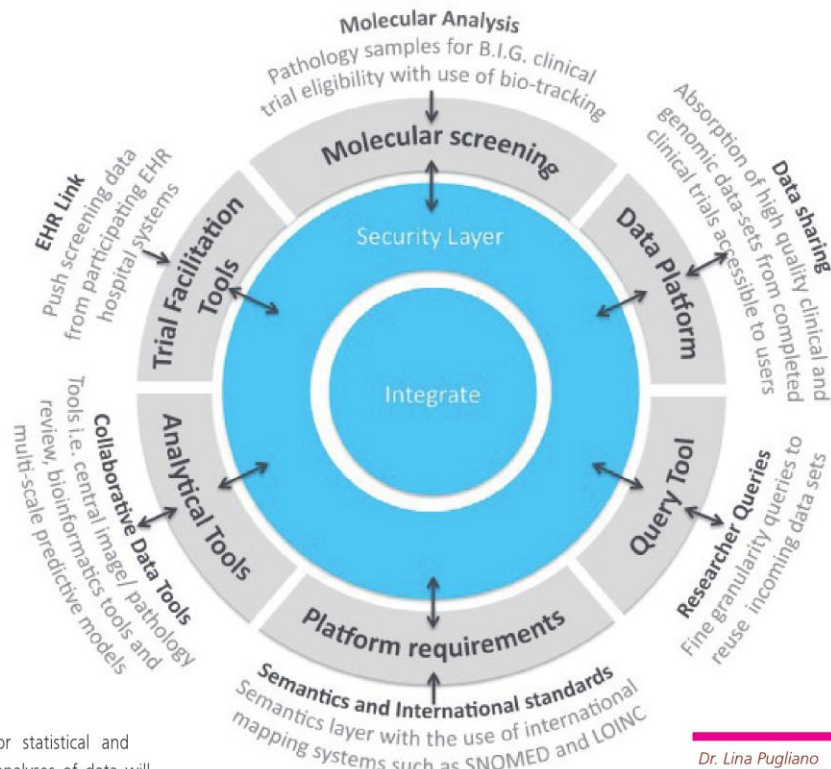 Molecular Analysis
Pathology samples for B.I.G. clinical
trial eligibility with use of bio-tracking
Molecular screening
Data sharing
Absorption of high quality clinical and
genomic data-sets from completed
clinical trials accessible to users
Data Platform
Researcher Queries
Fine granularity queries to
reuse incoming data sets
Query Tool
Platform requirements
Semantics and International standards
Semantics layer with the use of international
mapping systems such as SNOMED and LOINC
Analytical Tools
Collaborative Data Tools
Tools i.e. central image/ pathology
review, bioinformatics tools and
multi-scale predictive models
EHR Link
Push screening data
from participating EHR
hospital systems
Trial Facilitation
Tools
Security Layer
Integrate
or statistical and
analyses of data will
Dr. Lina Pugliano